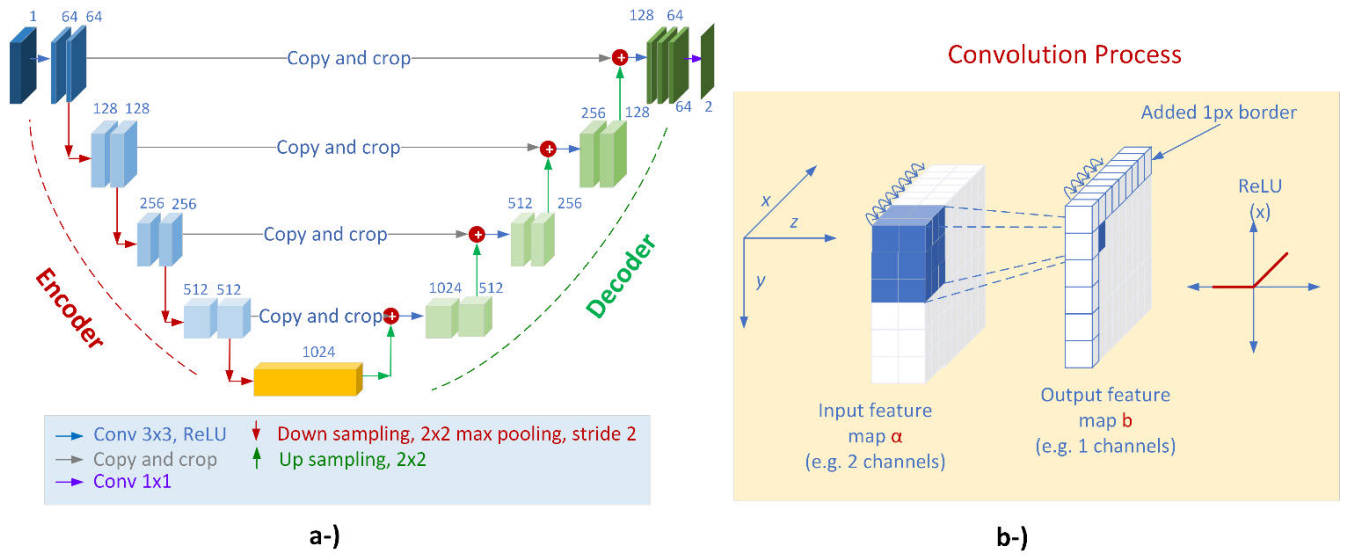 1
64 64
Copy and crop
128 64
64
2
128 128
Copy and crop
256 128
256 256
Copy and crop
512 256
512 512
Copy and crop
1024 512
1024
Encoder
Decoder
Conv 3x3, ReLU
Copy and crop
Conv 1x1
Down sampling, 2x2 max pooling, stride 2
Up sampling, 2x2
a-)
Convolution Process
Added 1px border
x
z
y
ReLU
(x)
Input feature
map α
(e.g. 2 channels)
Output feature
map b
(e.g. 1 channels)
b-)